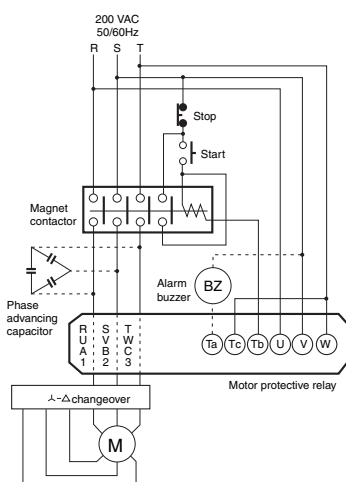 200 VAC
50/60Hz
R S T
Stop
Start
Magnet
contactor
Alarm
buzzer
BZ
Phase
advancing
capacitor
R S T
U V W
A B C
1 2 3
Ta Tc Tb U V W
Motor protective relay
⅄-△changeover
M